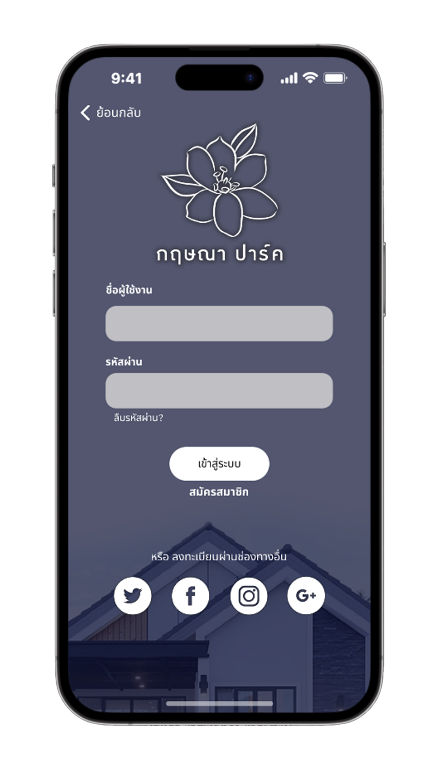 9:41
ย้อนกลับ
กฤษณา ปาร์ค
ชื่อผู้ใช้งาน
รหัสผ่าน
ลืมรหัสผ่าน?
เข้าสู่ระบบ
สมัครสมาชิก
หรือ ลงทะเบียนผ่านช่องทางอื่น
G+